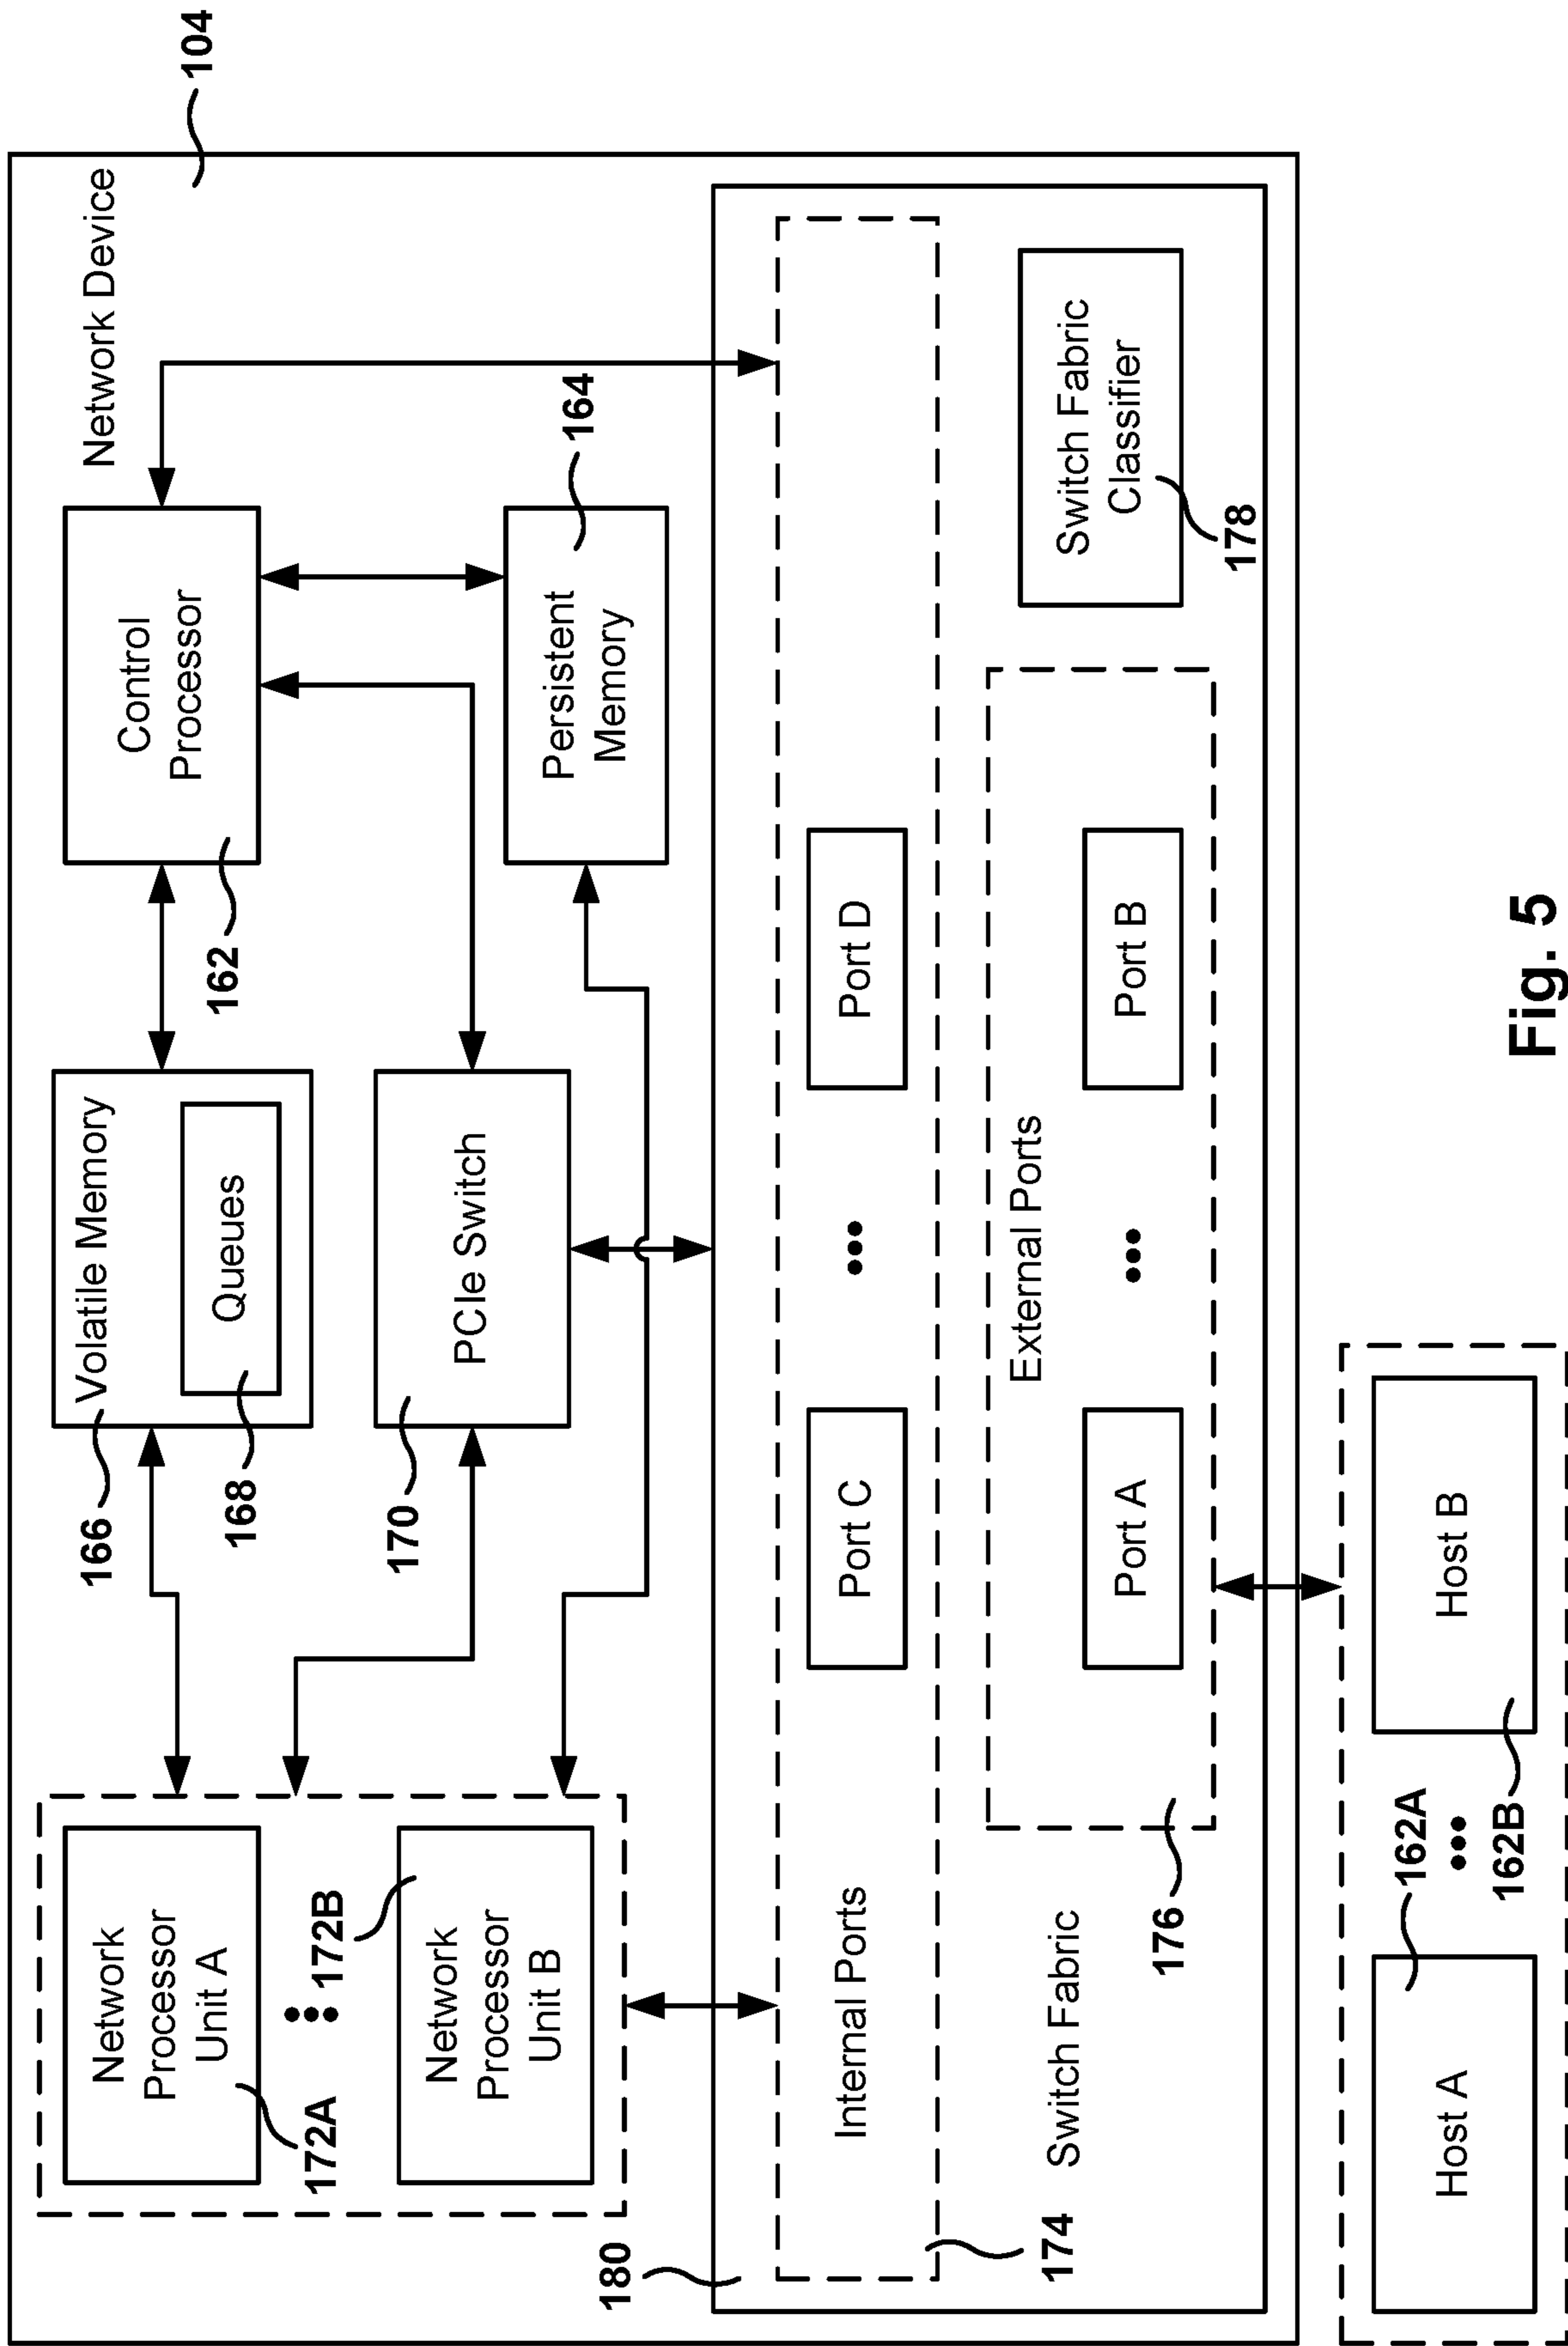 Network Device
104
Network
Processor
Unit A
172A
172B
Network
Processor
Unit B
Volatile Memory
Queues
166
168
Control
Processor
162
PCIe Switch
170
Persistent
Memory
164
180
Internal Ports
Port C
Port D
174
Switch Fabric
External Ports
Port A
Port B
176
Switch Fabric
Classifier
178
Host A
162A
162B
Host B
Fig. 5